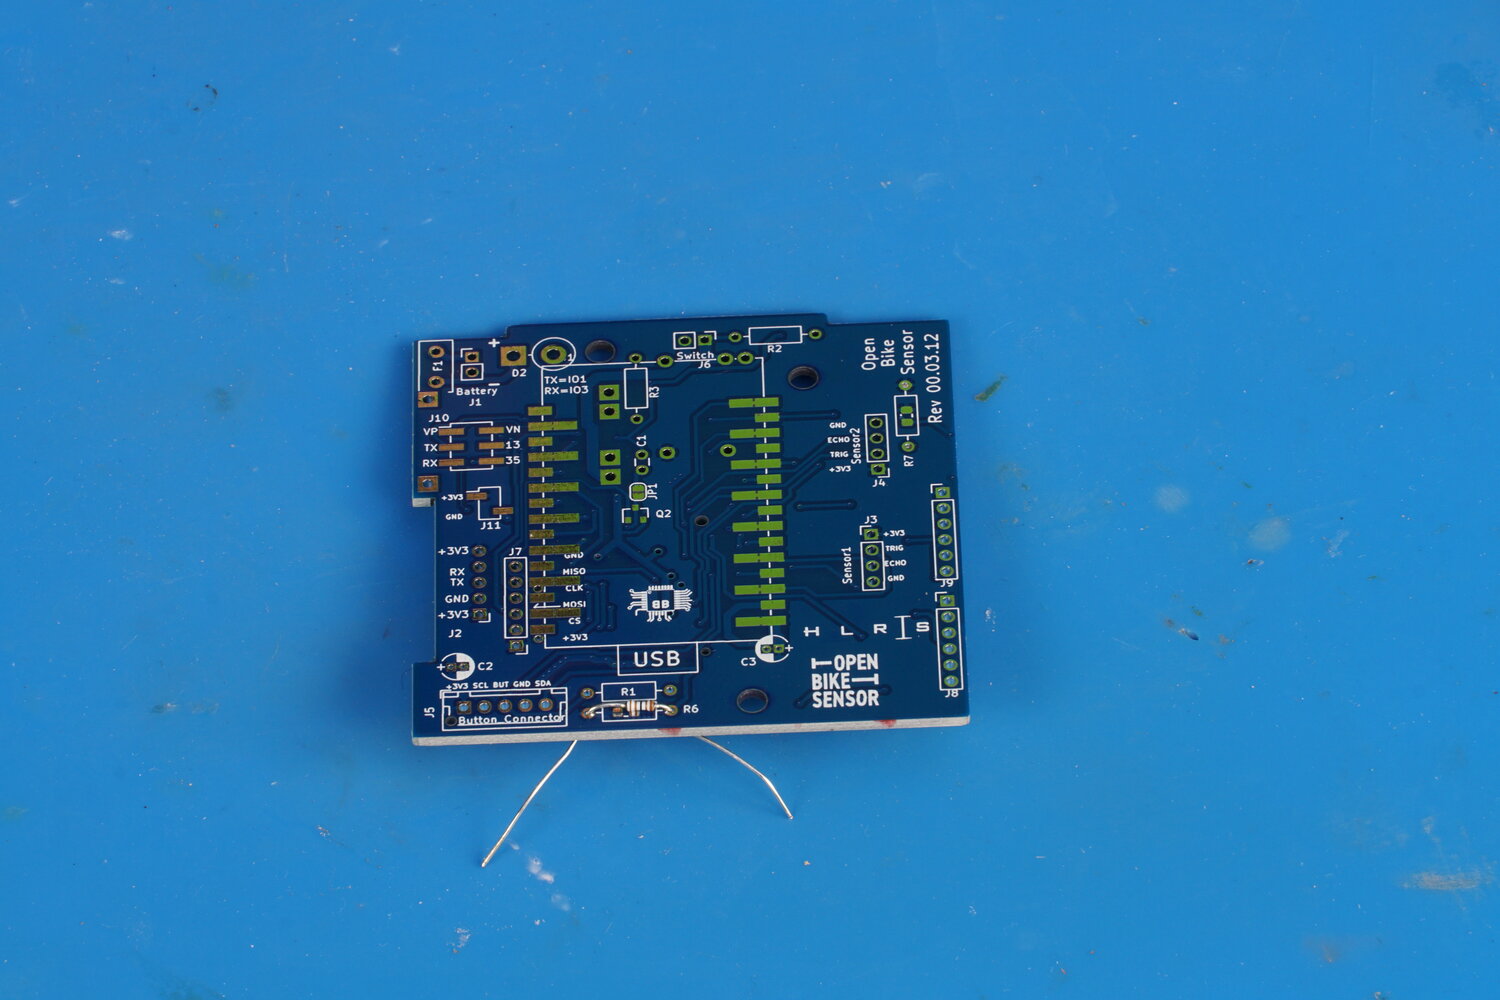 F1
+
Battery
-
J1
D2
TX=IO1
RX=IO3
Switch
J6
R2
R3
Open
Bike
Sensor
Rev 00.03.12
J10
VP
VN
TX
13
RX
35
C1
JP1
Q2
GND
ECHO
TRIG
+3V3
Sensor2
J4
R7
+3V3
GND
J11
J3
+3V3
TRIG
ECHO
GND
Sensor1
J9
+3V3
RX
TX
GND
+3V3
J2
J7
GND
MISO
CLK
MOSI
CS
+3V3
BB
H L R I S
USB
C3
+
+
C2
OPEN
BIKE
SENSOR
J8
+3V3 SCL BUT GND SDA
J5
Button Connector
R1
R6